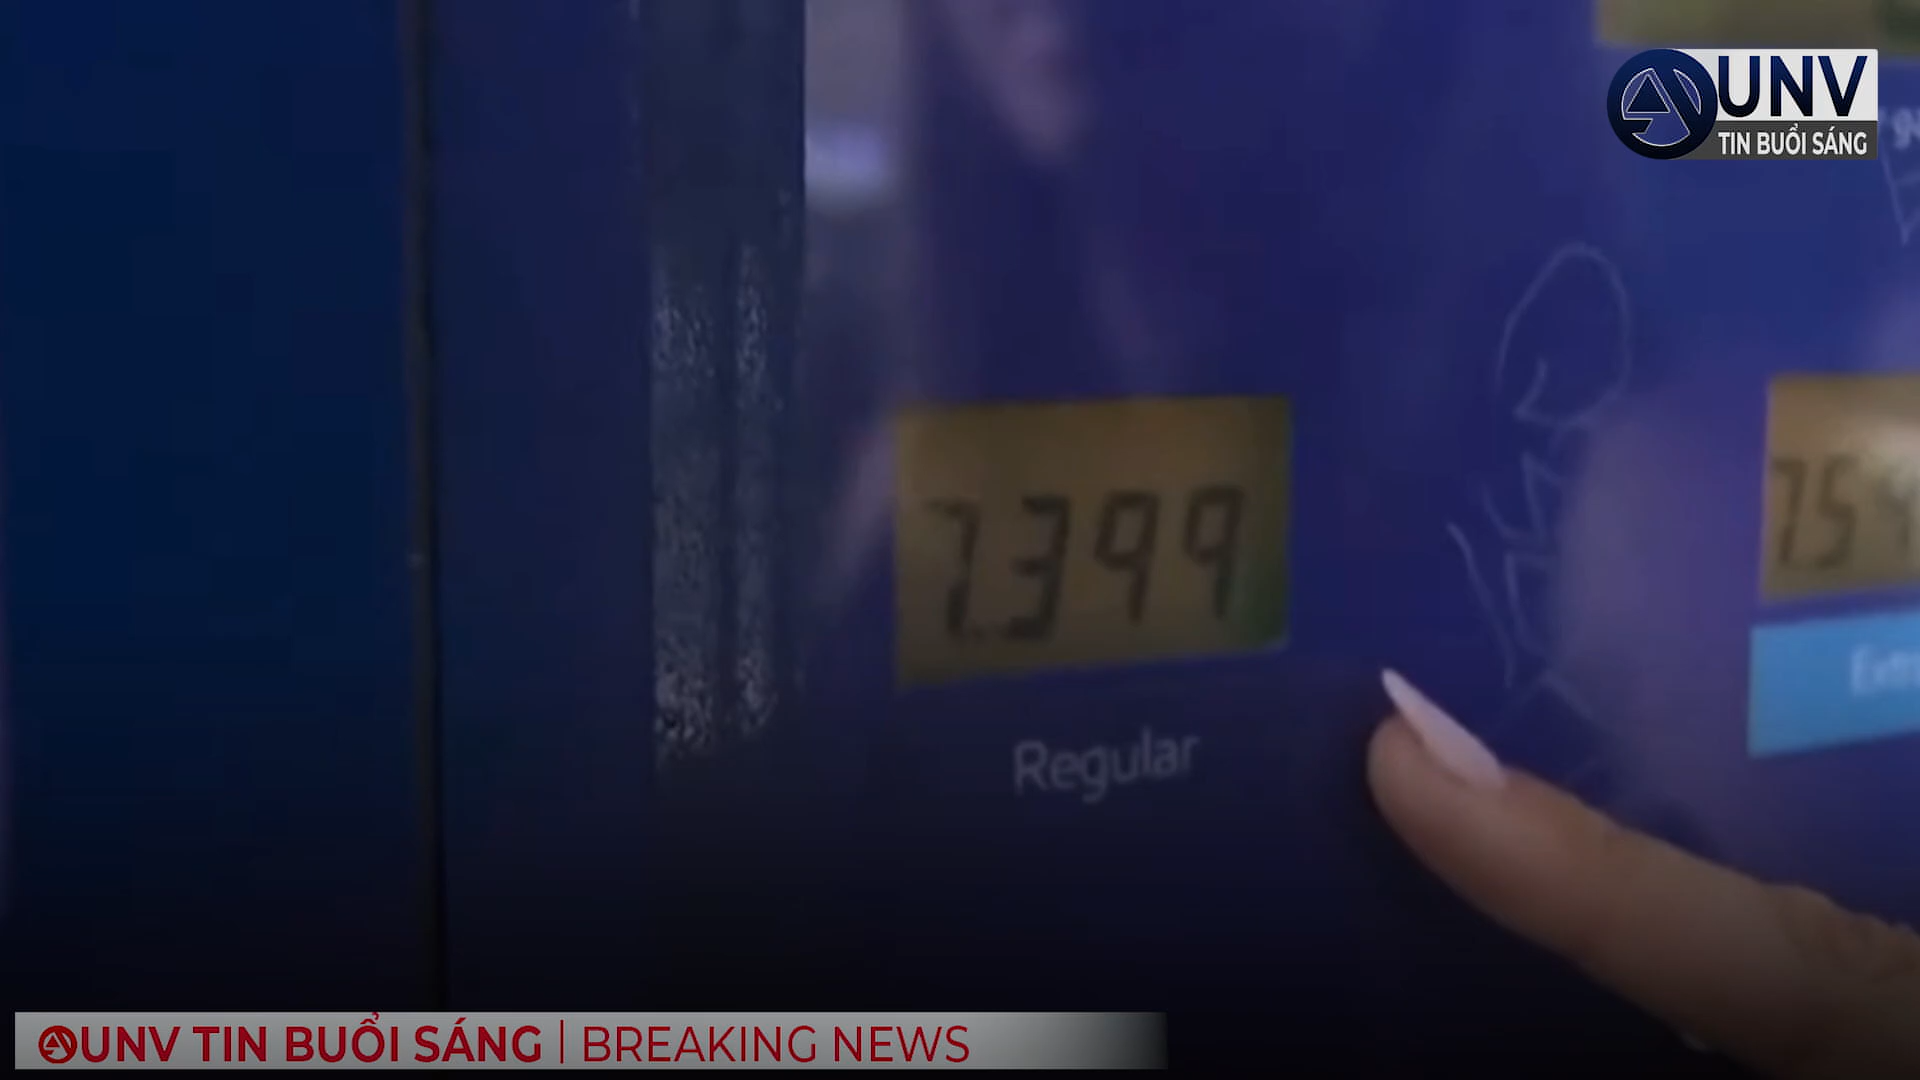 UNV
TIN BUỔI SÁNG
7.399
Regular
UNV TIN BUỔI SÁNG | BREAKING NEWS